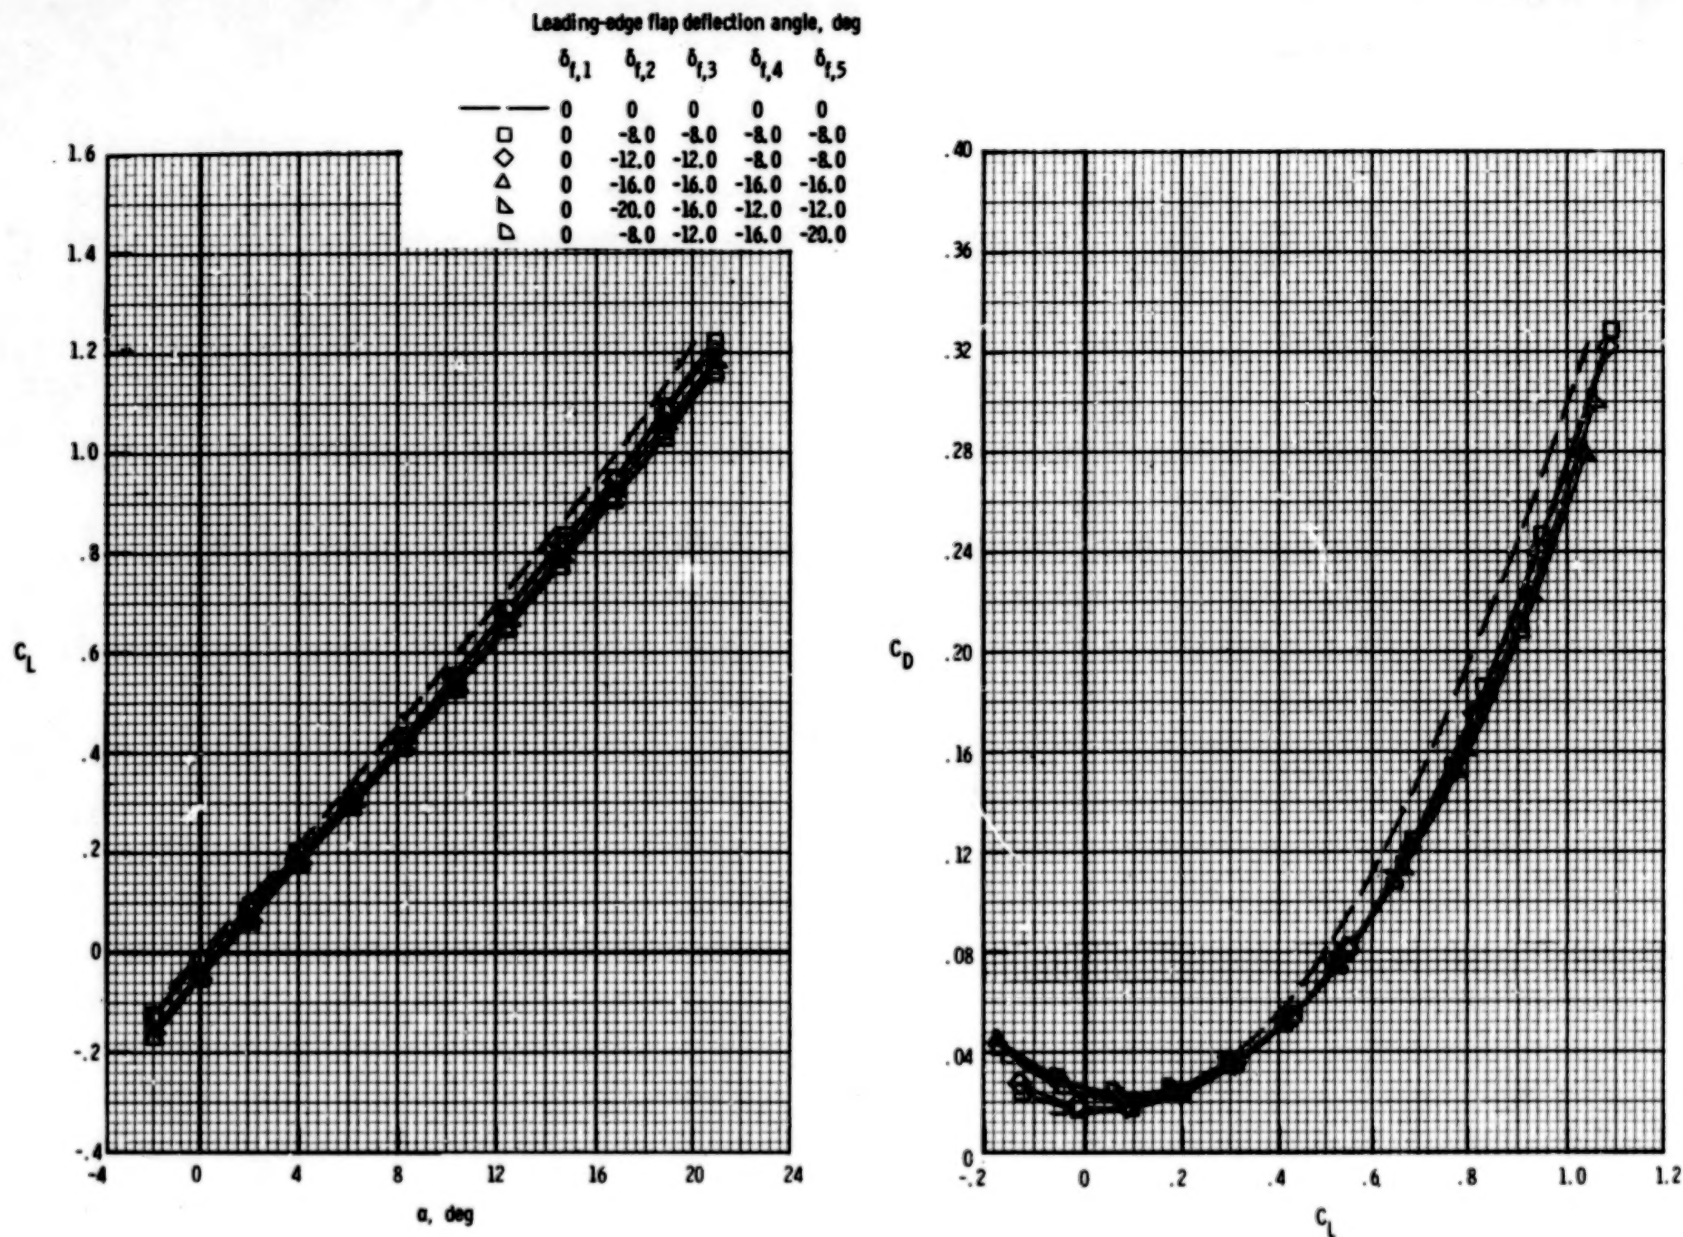 Leading-edge flap deflection angle, deg
δf,1 δf,2 δf,3 δf,4 δf,5
0 0 0 0 0
0 -8.0 -8.0 -8.0 -8.0
0 -12.0 -12.0 -8.0 -8.0
0 -16.0 -16.0 -16.0 -16.0
0 -20.0 -16.0 -12.0 -12.0
0 -8.0 -12.0 -16.0 -20.0
1.6
1.4
1.2
1.0
.8
.6
.4
.2
0
-.2
-.4
CL
-4 0 4 8 12 16 20 24
α, deg
.40
.36
.32
.28
.24
.20
.16
.12
.08
.04
0
CD
-.2 0 .2 .4 .6 .8 1.0 1.2
CL